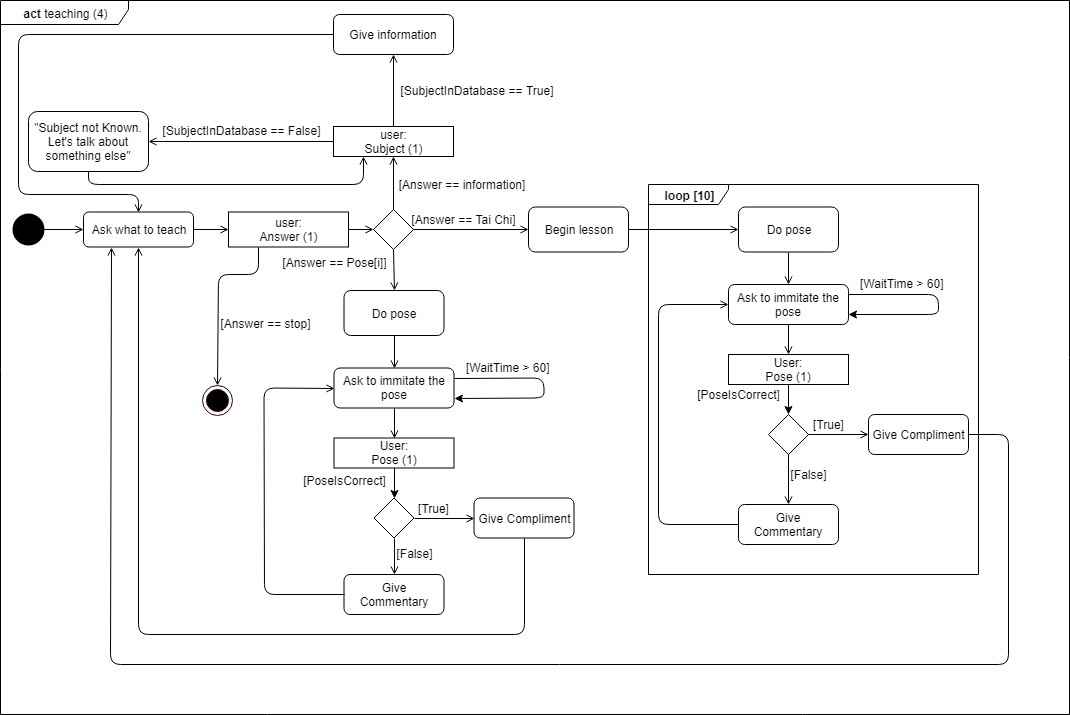 act teaching (4)
Give information
[SubjectInDatabase == True]
"Subject not Known.
Let's talk about
something else"
[SubjectInDatabase == False]
user:
Subject (1)
[Answer == information]
loop [10]
Ask what to teach
user:
Answer (1)
[Answer == Tai Chi]
Begin lesson
Do pose
[Answer == Pose[i]]
[WaitTime > 60]
Ask to immitate the
pose
Do pose
[Answer == stop]
User:
Pose (1)
[WaitTime > 60]
Ask to immitate the
pose
[PoseIsCorrect]
[True]
Give Compliment
User:
Pose (1)
[False]
[PoseIsCorrect]
[True]
Give Compliment
Give
Commentary
[False]
Give
Commentary